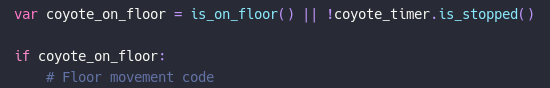 var coyote_on_floor = is_on_floor() || !coyote_timer.is_stopped()
if coyote_on_floor:
# Floor movement code